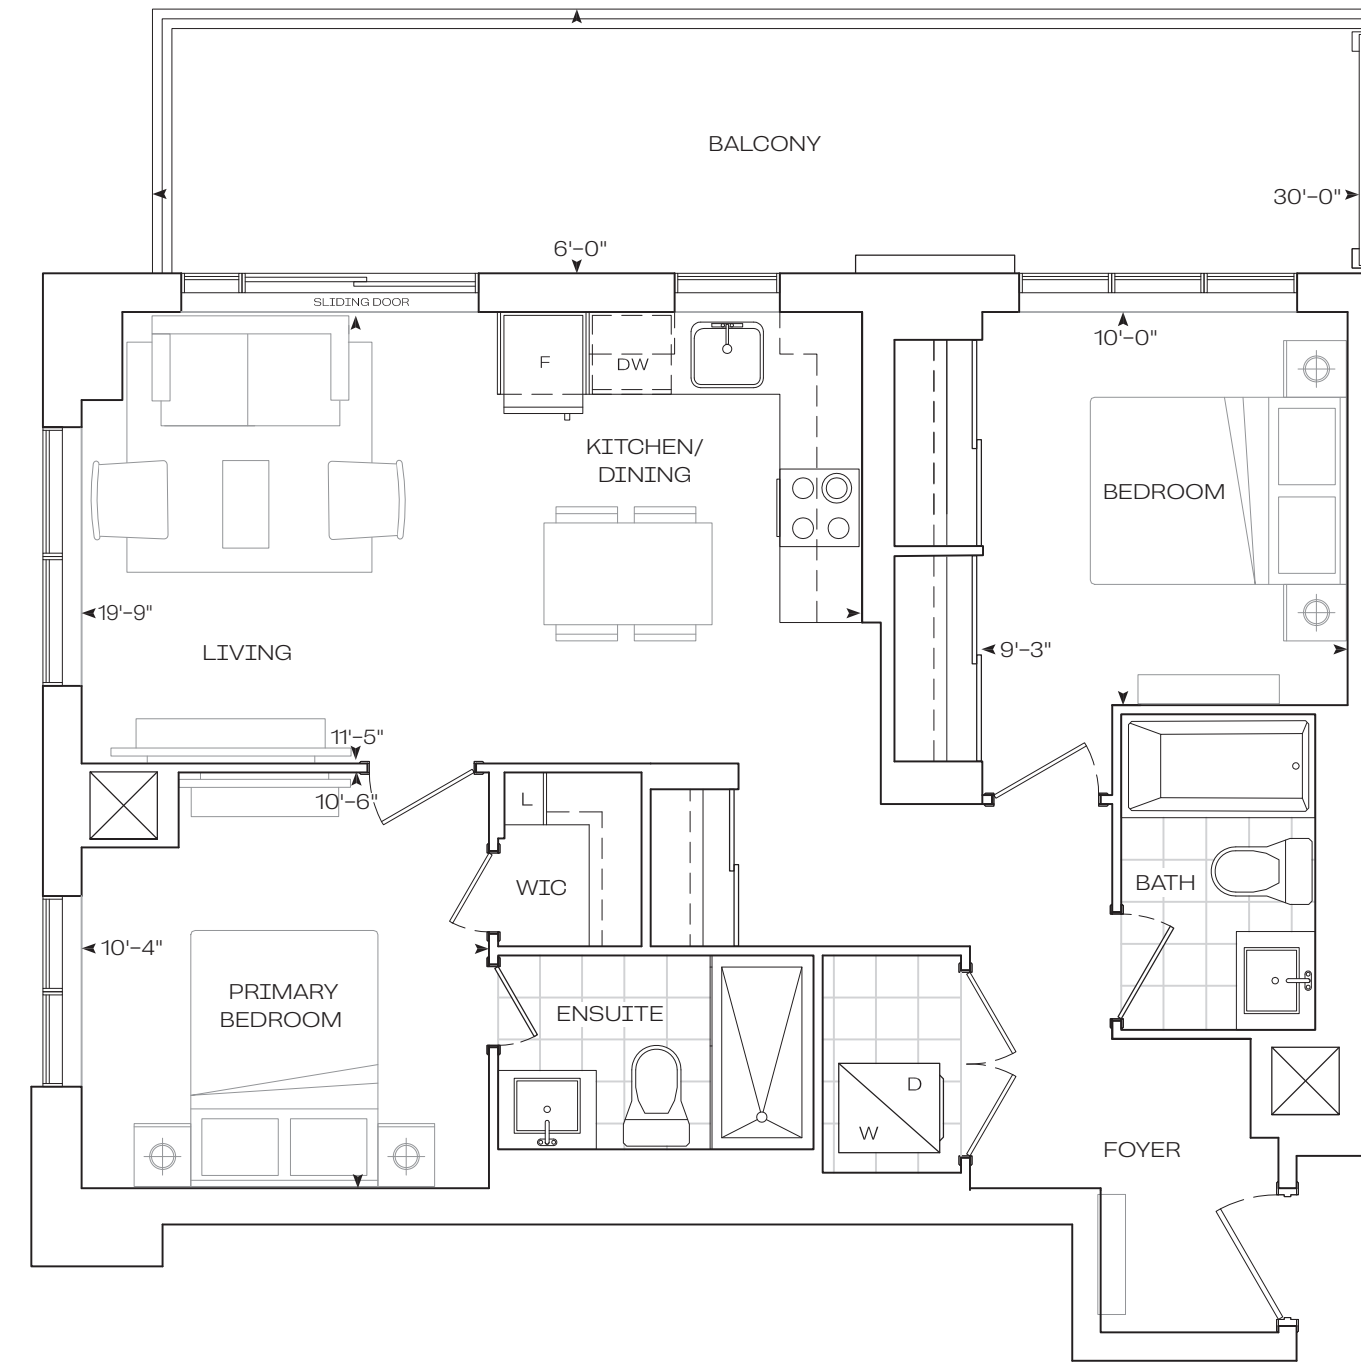 BALCONY
30'-0"
6'-0"
SLIDING DOOR
10'-0"
F
DW
KITCHEN/
DINING
BEDROOM
19'-9"
LIVING
9'-3"
11'-5"
10'-6"
L
WIC
BATH
10'-4"
PRIMARY
BEDROOM
ENSUITE
D
W
FOYER